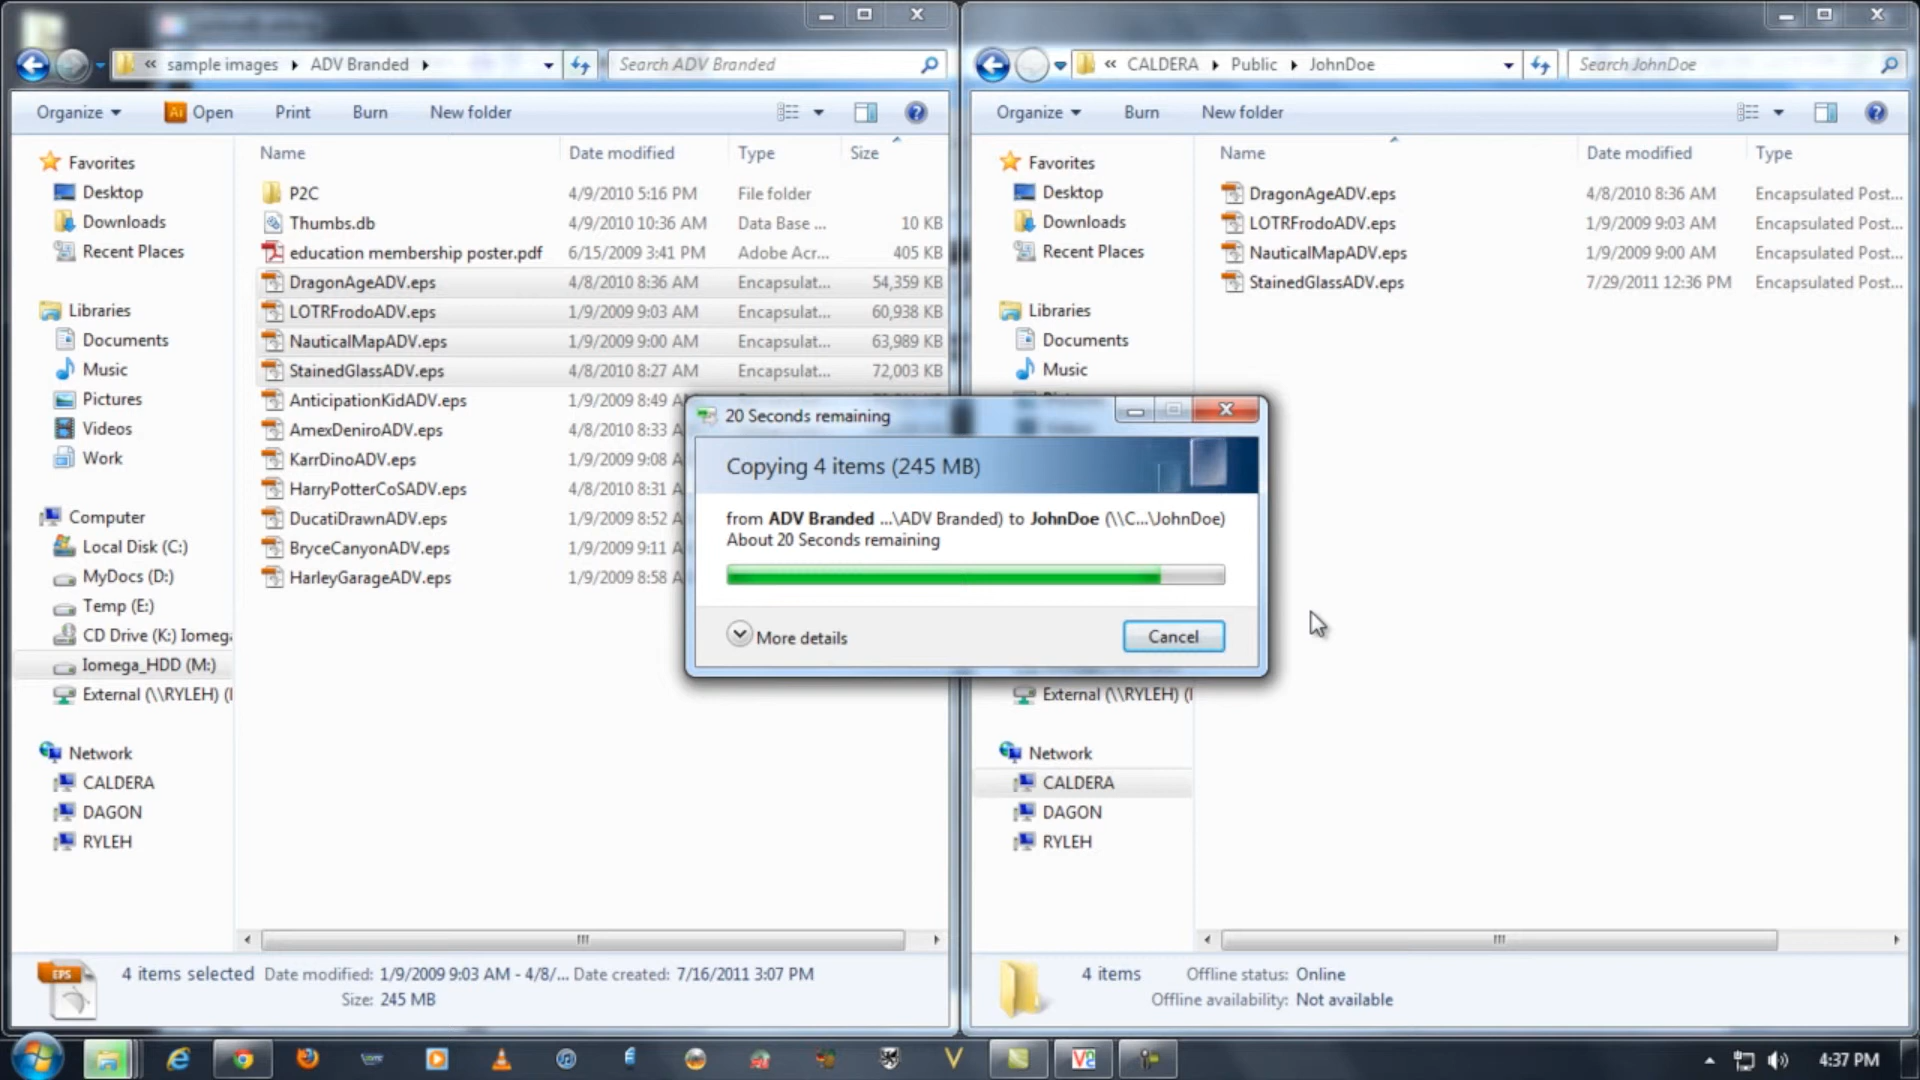 « sample images ▸ ADV Branded ▸
Search ADV Branded
Organize
Open
Print
Burn
New folder
Favorites
Desktop
Downloads
Recent Places
Libraries
Documents
Music
Pictures
Videos
Work
Computer
Local Disk (C:)
MyDocs (D:)
Temp (E:)
CD Drive (K:) Iomega
Iomega_HDD (M:)
External (\\RYLEH) (
Network
CALDERA
DAGON
RYLEH
Name Date modified Type Size
P2C 4/9/2010 5:16 PM File folder
Thumbs.db 4/9/2010 10:36 AM Data Base ... 10 KB
education membership poster.pdf 6/15/2009 3:41 PM Adobe Acr... 405 KB
DragonAgeADV.eps 4/8/2010 8:36 AM Encapsulat... 54,359 KB
LOTRFrodoADV.eps 1/9/2009 9:03 AM Encapsulat... 60,938 KB
NauticalMapADV.eps 1/9/2009 9:00 AM Encapsulat... 63,989 KB
StainedGlassADV.eps 4/8/2010 8:27 AM Encapsulat... 72,003 KB
AnticipationKidADV.eps 1/9/2009 8:49 A
AmexDeniroADV.eps 4/8/2010 8:33 A
KarrDinoADV.eps 1/9/2009 9:08 A
HarryPotterCoSADV.eps 4/8/2010 8:31 A
DucatiDrawnADV.eps 1/9/2009 8:52 A
BryceCanyonADV.eps 1/9/2009 9:11 A
HarleyGarageADV.eps 1/9/2009 8:58 A
EPS
4 items selected Date modified: 1/9/2009 9:03 AM - 4/8/... Date created: 7/16/2011 3:07 PM
Size: 245 MB
« CALDERA ▸ Public ▸ JohnDoe
Search JohnDoe
Organize
Burn
New folder
Favorites
Desktop
Downloads
Recent Places
Libraries
Documents
Music
External (\\RYLEH) (
Network
CALDERA
DAGON
RYLEH
Name Date modified Type
DragonAgeADV.eps 4/8/2010 8:36 AM Encapsulated Post...
LOTRFrodoADV.eps 1/9/2009 9:03 AM Encapsulated Post...
NauticalMapADV.eps 1/9/2009 9:00 AM Encapsulated Post...
StainedGlassADV.eps 7/29/2011 12:36 PM Encapsulated Post...
4 items Offline status: Online
Offline availability: Not available
20 Seconds remaining
Copying 4 items (245 MB)
from ADV Branded ...\ADV Branded) to JohnDoe (\\C...\JohnDoe)
About 20 Seconds remaining
More details
Cancel
4:37 PM